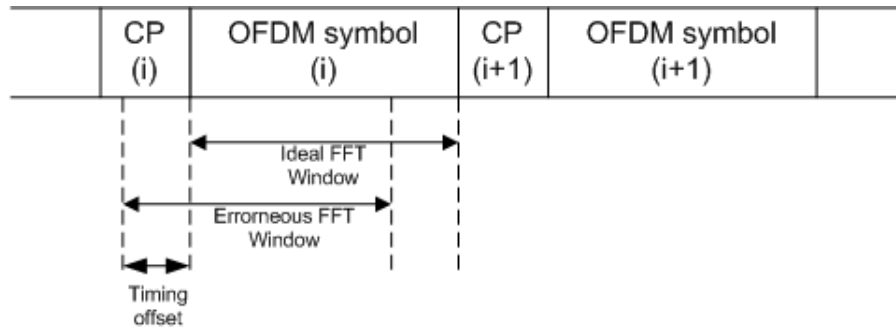 CP
(i)
OFDM symbol
(i)
CP
(i+1)
OFDM symbol
(i+1)
Ideal FFT
Window
Errorneous FFT
Window
Timing
offset